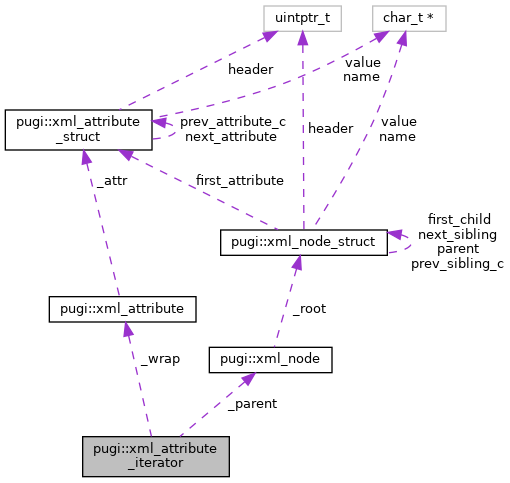 uintptr_t
char_t *
header
value
name
pugi::xml_attribute
_struct
prev_attribute_c
next_attribute
header
value
name
_attr
first_attribute
pugi::xml_node_struct
first_child
next_sibling
parent
prev_sibling_c
pugi::xml_attribute
_root
_wrap
pugi::xml_node
_parent
pugi::xml_attribute
_iterator